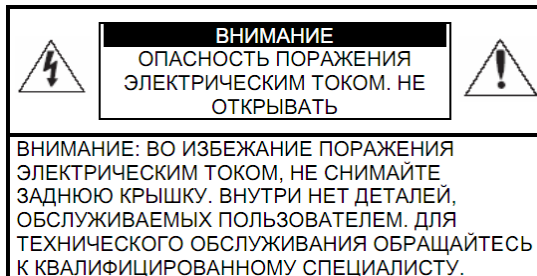 ВНИМАНИЕ
ОПАСНОСТЬ ПОРАЖЕНИЯ
ЭЛЕКТРИЧЕСКИМ ТОКОМ. НЕ
ОТКРЫВАТЬ
ВНИМАНИЕ: ВО ИЗБЕЖАНИЕ ПОРАЖЕНИЯ
ЭЛЕКТРИЧЕСКИМ ТОКОМ, НЕ СНИМАЙТЕ
ЗАДНЮЮ КРЫШКУ. ВНУТРИ НЕТ ДЕТАЛЕЙ,
ОБСЛУЖИВАЕМЫХ ПОЛЬЗОВАТЕЛЕМ. ДЛЯ
ТЕХНИЧЕСКОГО ОБСЛУЖИВАНИЯ ОБРАЩАЙТЕСЬ
К КВАЛИФИЦИРОВАННОМУ СПЕЦИАЛИСТУ.